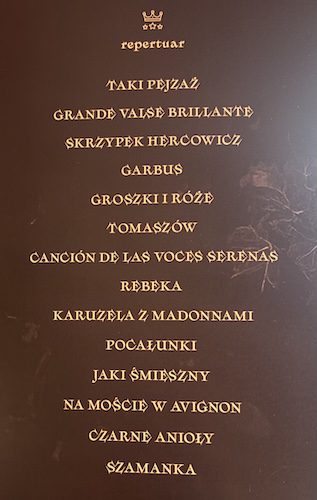 repertuar
TAKI PEJZAŻ
GRANDE VALSE BRILLANTE
SKRZYPEK HERCOWICZ
GARBUS
GROSZKI I RÓŻE
TOMASZÓW
CANCIÓN DE LAS VOCES SERENAS
REBEKA
KARUZELA Z MADONNAMI
POCAŁUNKI
JAKI ŚMIESZNY
NA MOŚCIE W AVIGNON
CZARNE ANIOŁY
SZAMANKA